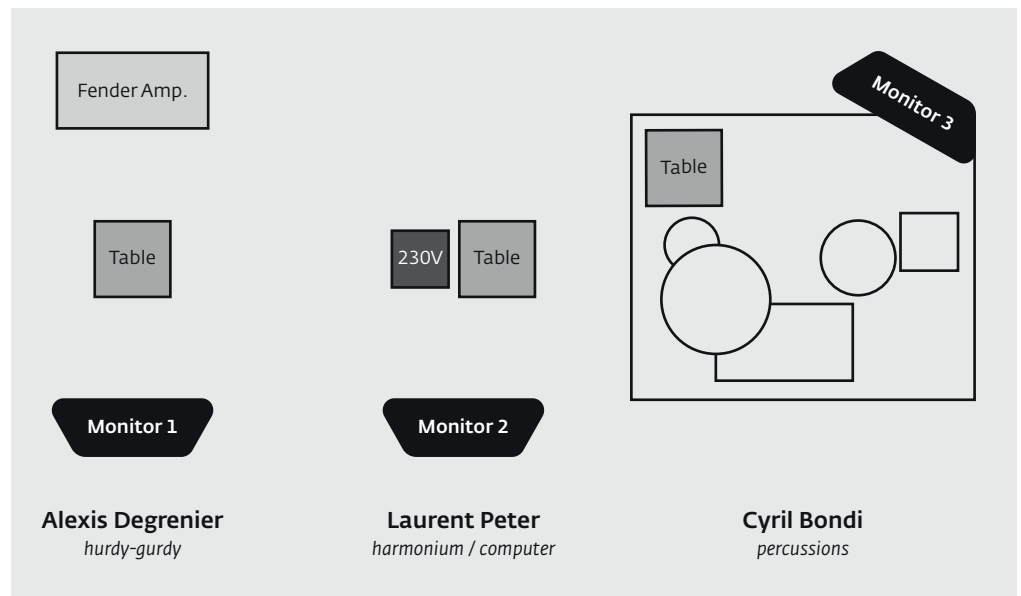 Fender Amp.
Monitor 3
Table
Table
230V
Table
Monitor 1
Monitor 2
Alexis Degrenier
hurdy-gurdy
Laurent Peter
harmonium / computer
Cyril Bondi
percussions